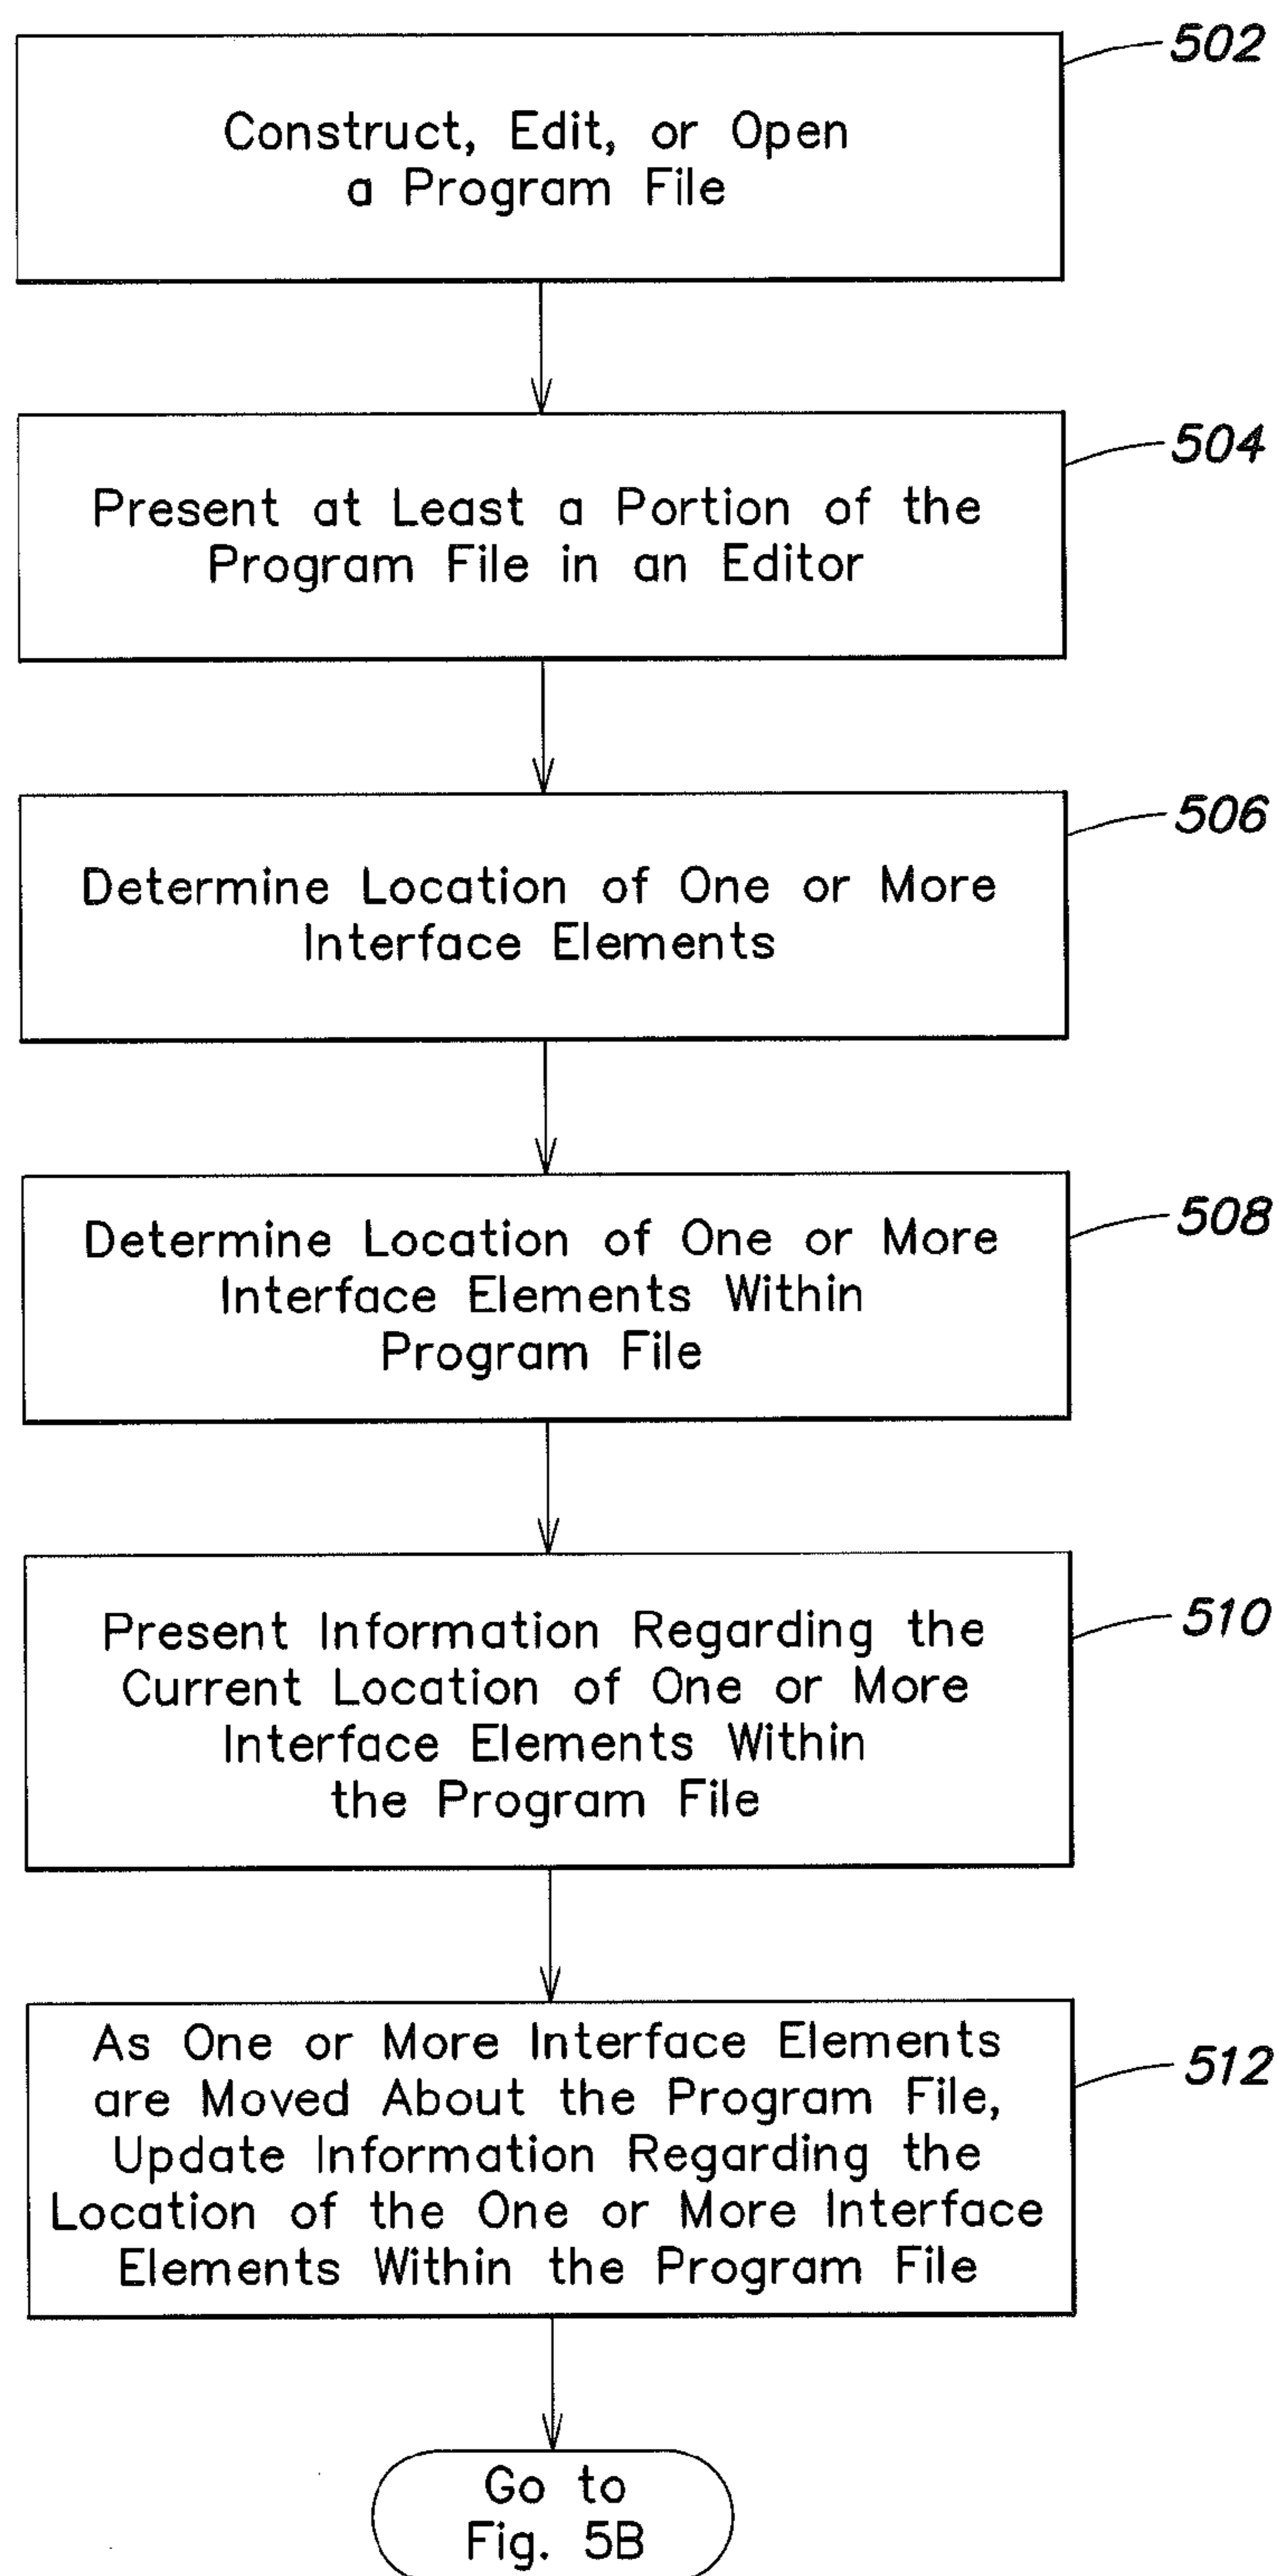 502
Construct, Edit, or Open
a Program File
504
Present at Least a Portion of the
Program File in an Editor
506
Determine Location of One or More
Interface Elements
508
Determine Location of One or More
Interface Elements Within
Program File
510
Present Information Regarding the
Current Location of One or More
Interface Elements Within
the Program File
512
As One or More Interface Elements
are Moved About the Program File,
Update Information Regarding the
Location of the One or More Interface
Elements Within the Program File
Go to
Fig. 5B